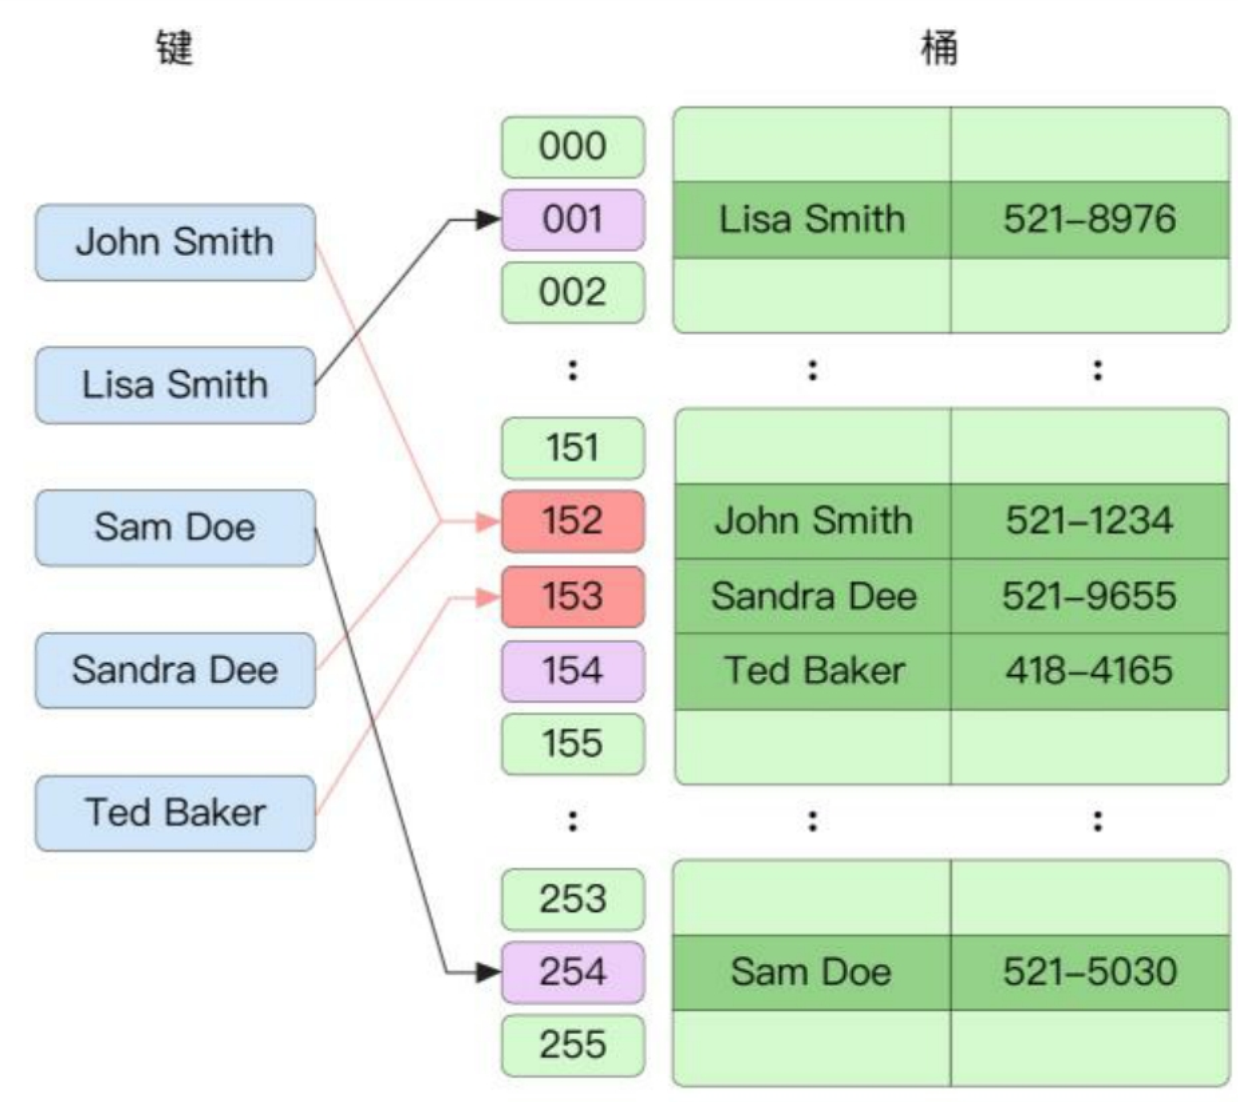 键
桶
John Smith
Lisa Smith
Sam Doe
Sandra Dee
Ted Baker
000
001 Lisa Smith 521–8976
002
: : :
151
152 John Smith 521–1234
153 Sandra Dee 521–9655
154 Ted Baker 418–4165
155
: : :
253
254 Sam Doe 521–5030
255